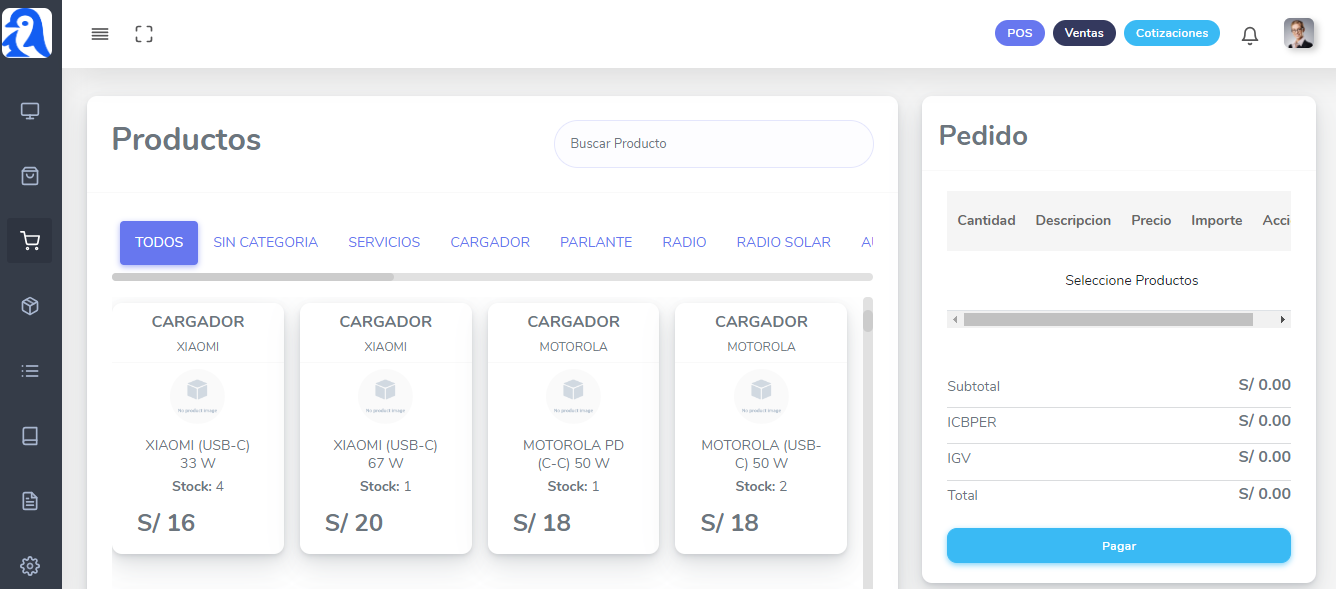 POS
Ventas
Cotizaciones
Productos
Buscar Producto
TODOS
SIN CATEGORIA
SERVICIOS
CARGADOR
PARLANTE
RADIO
RADIO SOLAR
CARGADOR
XIAOMI
No product image
XIAOMI (USB-C)
33 W
Stock: 4
S/ 16
CARGADOR
XIAOMI
No product image
XIAOMI (USB-C)
67 W
Stock: 1
S/ 20
CARGADOR
MOTOROLA
No product image
MOTOROLA PD
(C-C) 50 W
Stock: 1
S/ 18
CARGADOR
MOTOROLA
No product image
MOTOROLA (USB-
C) 50 W
Stock: 2
S/ 18
Pedido
Cantidad Descripcion Precio Importe Acci
Seleccione Productos
Subtotal S/ 0.00
ICBPER S/ 0.00
IGV S/ 0.00
Total S/ 0.00
Pagar